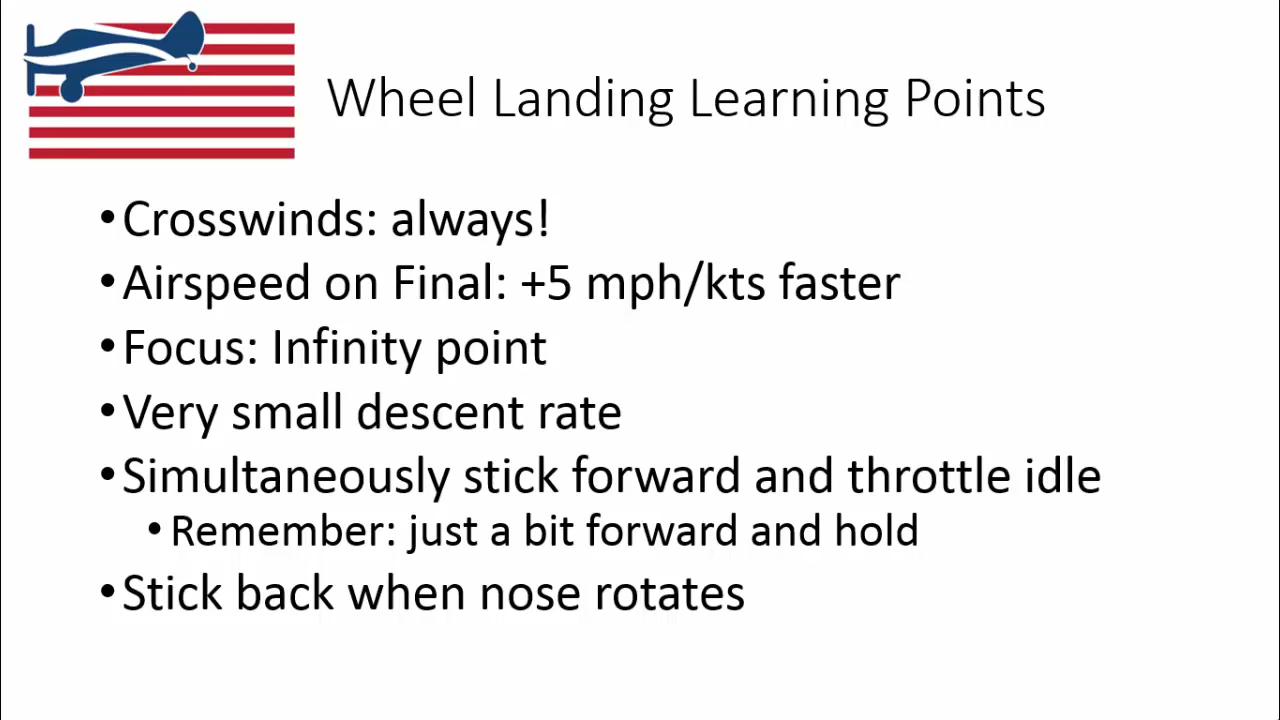 Wheel Landing Learning Points
•Crosswinds: always!
•Airspeed on Final: +5 mph/kts faster
•Focus: Infinity point
•Very small descent rate
•Simultaneously stick forward and throttle idle
•Remember: just a bit forward and hold
•Stick back when nose rotates